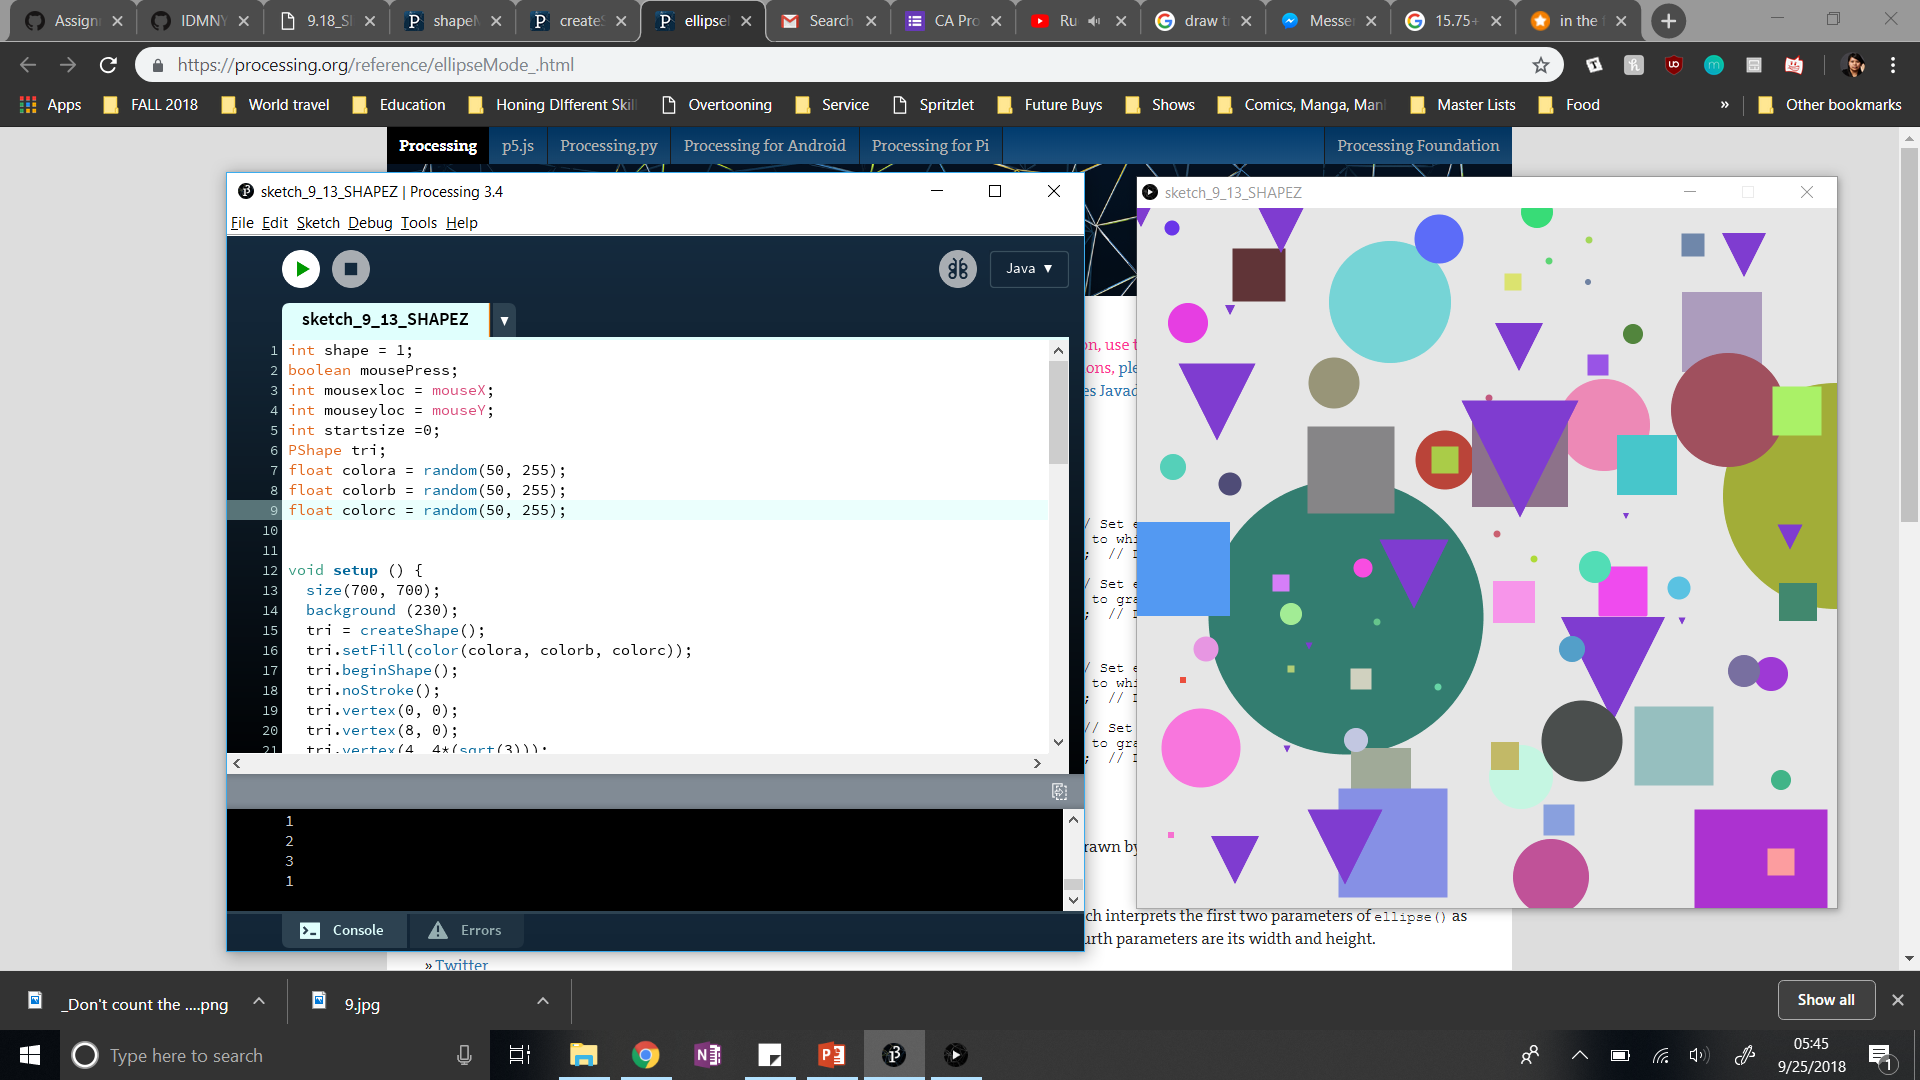 Assign
IDMNY
9.18_S
shapeM
createS
ellipseM
Search
CA Pro
Ru
draw tr
Messen
15.75+
in the
https://processing.org/reference/ellipseMode_.html
Apps
FALL 2018
World travel
Education
Honing DIfferent Skil
Overtooning
Service
Spritzlet
Future Buys
Shows
Comics, Manga, Man
Master Lists
Food
»
Other bookmarks
Processing
p5.js
Processing.py
Processing for Android
Processing for Pi
Processing Foundation
sketch_9_13_SHAPEZ | Processing 3.4
File Edit Sketch Debug Tools Help
Java ▼
sketch_9_13_SHAPEZ ▼
1 int shape = 1;
2 boolean mousePress;
3 int mousexloc = mouseX;
4 int mouseyloc = mouseY;
5 int startsize =0;
6 PShape tri;
7 float colora = random(50, 255);
8 float colorb = random(50, 255);
9 float colorc = random(50, 255);
10
11
12 void setup () {
13 size(700, 700);
14 background (230);
15 tri = createShape();
16 tri.setFill(color(colora, colorb, colorc));
17 tri.beginShape();
18 tri.noStroke();
19 tri.vertex(0, 0);
20 tri.vertex(8, 0);
21 tri.vertex(4, 4*(sqrt(3)));
1
2
3
1
Console
Errors
on, use t
ons, ple
es Javad
/ Set e
to whi
; // I
/ Set e
to gra
; // I
/ Set e
to whi
; // I
// Set
to gra
; // I
rawn by
ch interprets the first two parameters of ellipse() as
urth parameters are its width and height.
» Twitter
sketch_9_13_SHAPEZ
_Don't count the ....png
9.jpg
Show all
Type here to search
05:45
9/25/2018
1